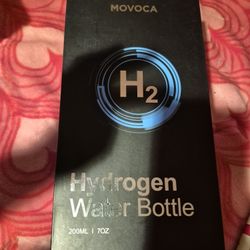 MOVOCA
H2
Hydrogen
Water Bottle
200ML | 7OZ